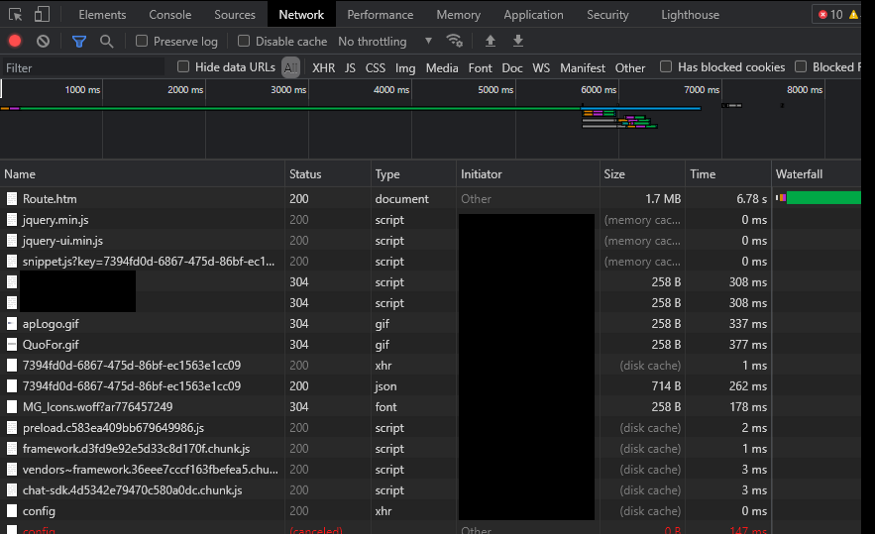 Elements Console Sources Network Performance Memory Application Security Lighthouse 10
Preserve log Disable cache No throttling
Filter Hide data URLs All XHR JS CSS Img Media Font Doc WS Manifest Other Has blocked cookies Blocked
1000 ms 2000 ms 3000 ms 4000 ms 5000 ms 6000 ms 7000 ms 8000 ms
Name Status Type Initiator Size Time Waterfall
Route.htm 200 document Other 1.7 MB 6.78 s
jquery.min.js 200 script (memory cac... 0 ms
jquery-ui.min.js 200 script (memory cac... 0 ms
snippet.js?key=7394fd0d-6867-475d-86bf-ec1... 200 script (memory cac... 0 ms
304 script 258 B 308 ms
304 script 258 B 308 ms
apLogo.gif 304 gif 258 B 337 ms
QuoFor.gif 304 gif 258 B 377 ms
7394fd0d-6867-475d-86bf-ec1563e1cc09 200 xhr (disk cache) 1 ms
7394fd0d-6867-475d-86bf-ec1563e1cc09 200 json 714 B 262 ms
MG_Icons.woff?ar776457249 304 font 258 B 178 ms
preload.c583ea409bb679649986.js 200 script (disk cache) 2 ms
framework.d3fd9e92e5d33c8d170f.chunk.js 200 script (disk cache) 1 ms
vendors~framework.36eee7cccf163fbefea5.chu... 200 script (disk cache) 3 ms
chat-sdk.4d5342e79470c580a0dc.chunk.js 200 script (disk cache) 3 ms
config 200 xhr (disk cache) 0 ms
config (canceled) Other 0 B 147 ms